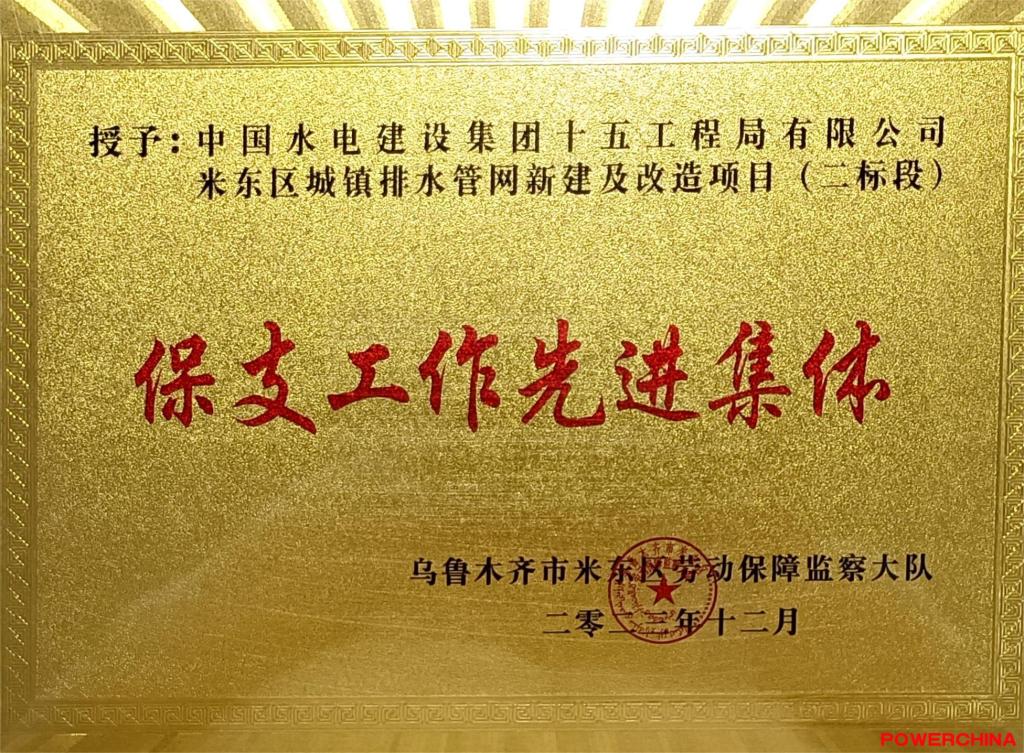 授予：中国水电建设集团十五工程局有限公司
米东区城镇排水管网新建及改造项目（二标段）
保支工作先进集体
乌鲁木齐市米东区劳动保障监察大队
二零二二年十二月
POWERCHINA